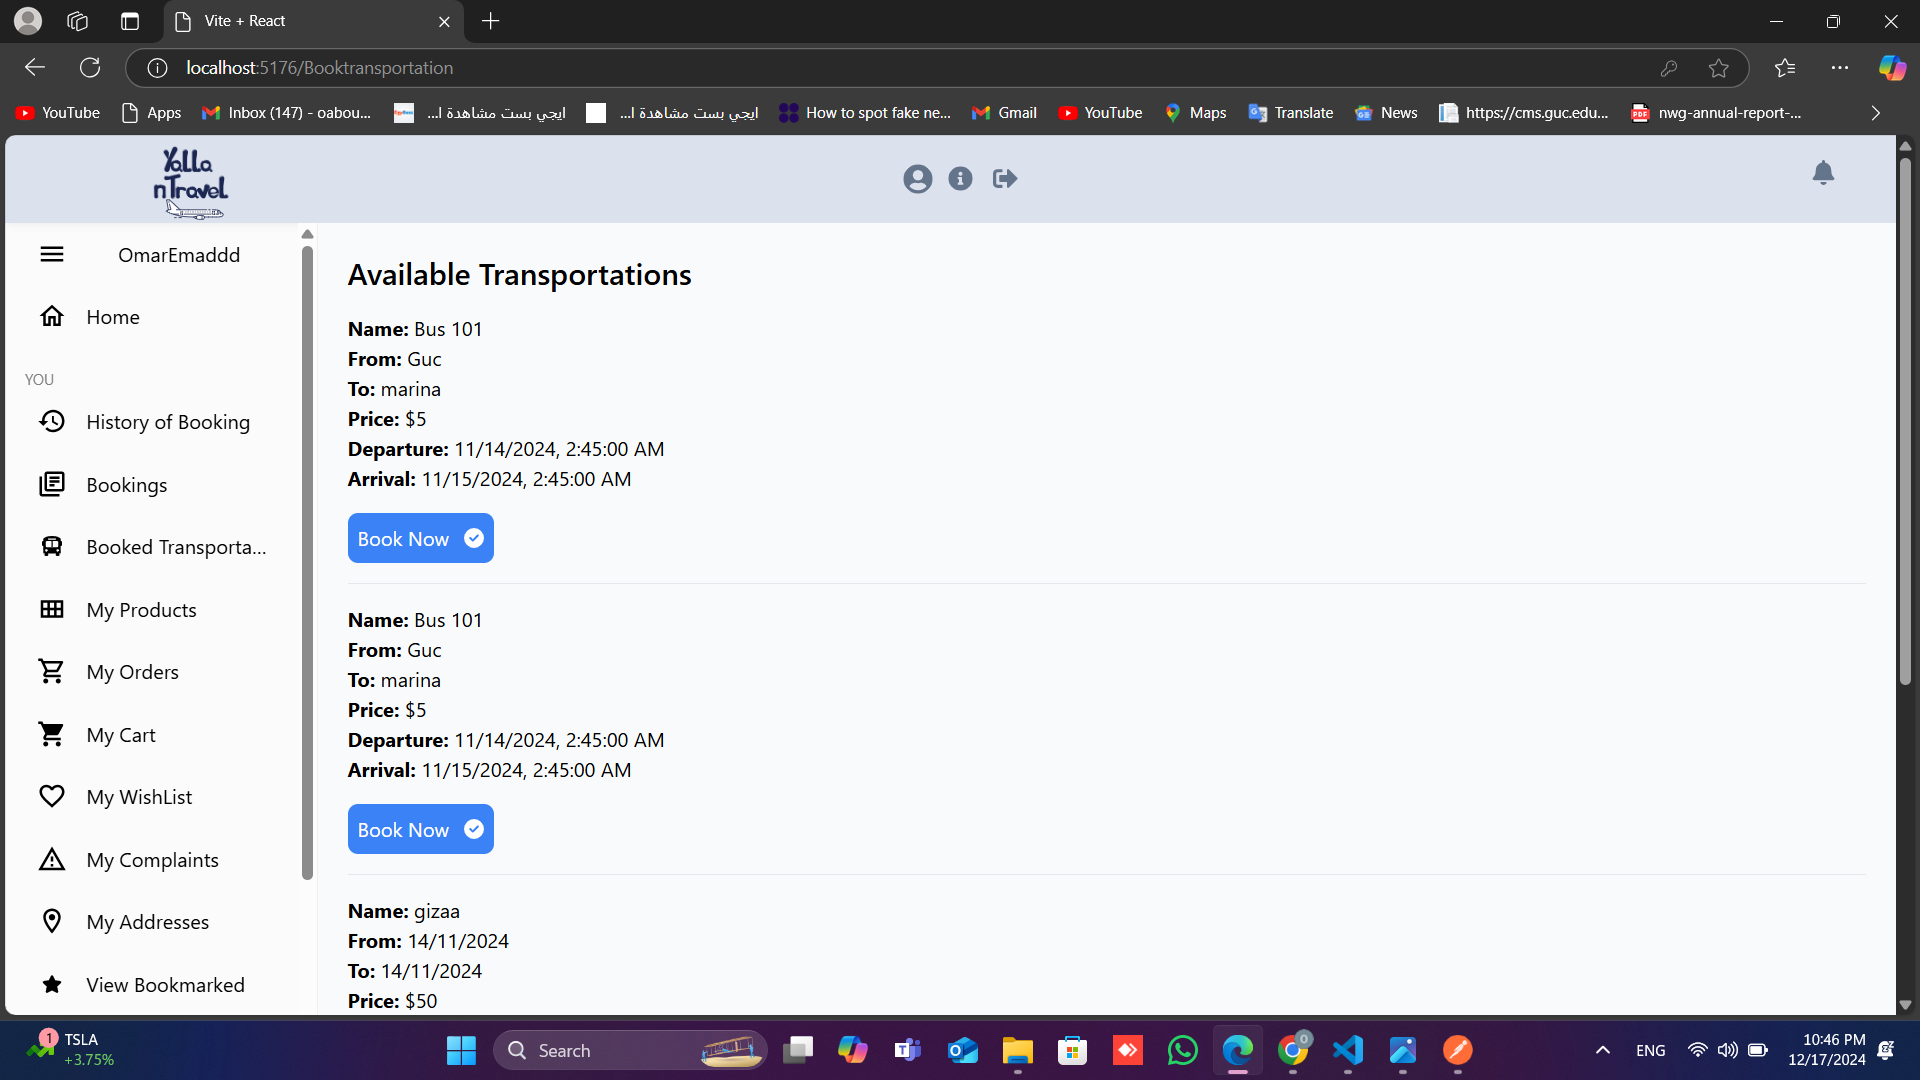 Vite + React
localhost:5176/Booktransportation
YouTube
Apps
Inbox (147) - oabou...
ايجي بست مشاهدة ا...
ايجي بست مشاهدة ا...
How to spot fake ne...
Gmail
YouTube
Maps
Translate
News
https://cms.guc.edu...
nwg-annual-report-...
Yalla
nTravel
OmarEmaddd
Home
YOU
History of Booking
Bookings
Booked Transporta...
My Products
My Orders
My Cart
My WishList
My Complaints
My Addresses
View Bookmarked
Available Transportations
Name: Bus 101
From: Guc
To: marina
Price: $5
Departure: 11/14/2024, 2:45:00 AM
Arrival: 11/15/2024, 2:45:00 AM
Book Now
Name: Bus 101
From: Guc
To: marina
Price: $5
Departure: 11/14/2024, 2:45:00 AM
Arrival: 11/15/2024, 2:45:00 AM
Book Now
Name: gizaa
From: 14/11/2024
To: 14/11/2024
Price: $50
1
TSLA
+3.75%
Search
0
ENG
10:46 PM
12/17/2024